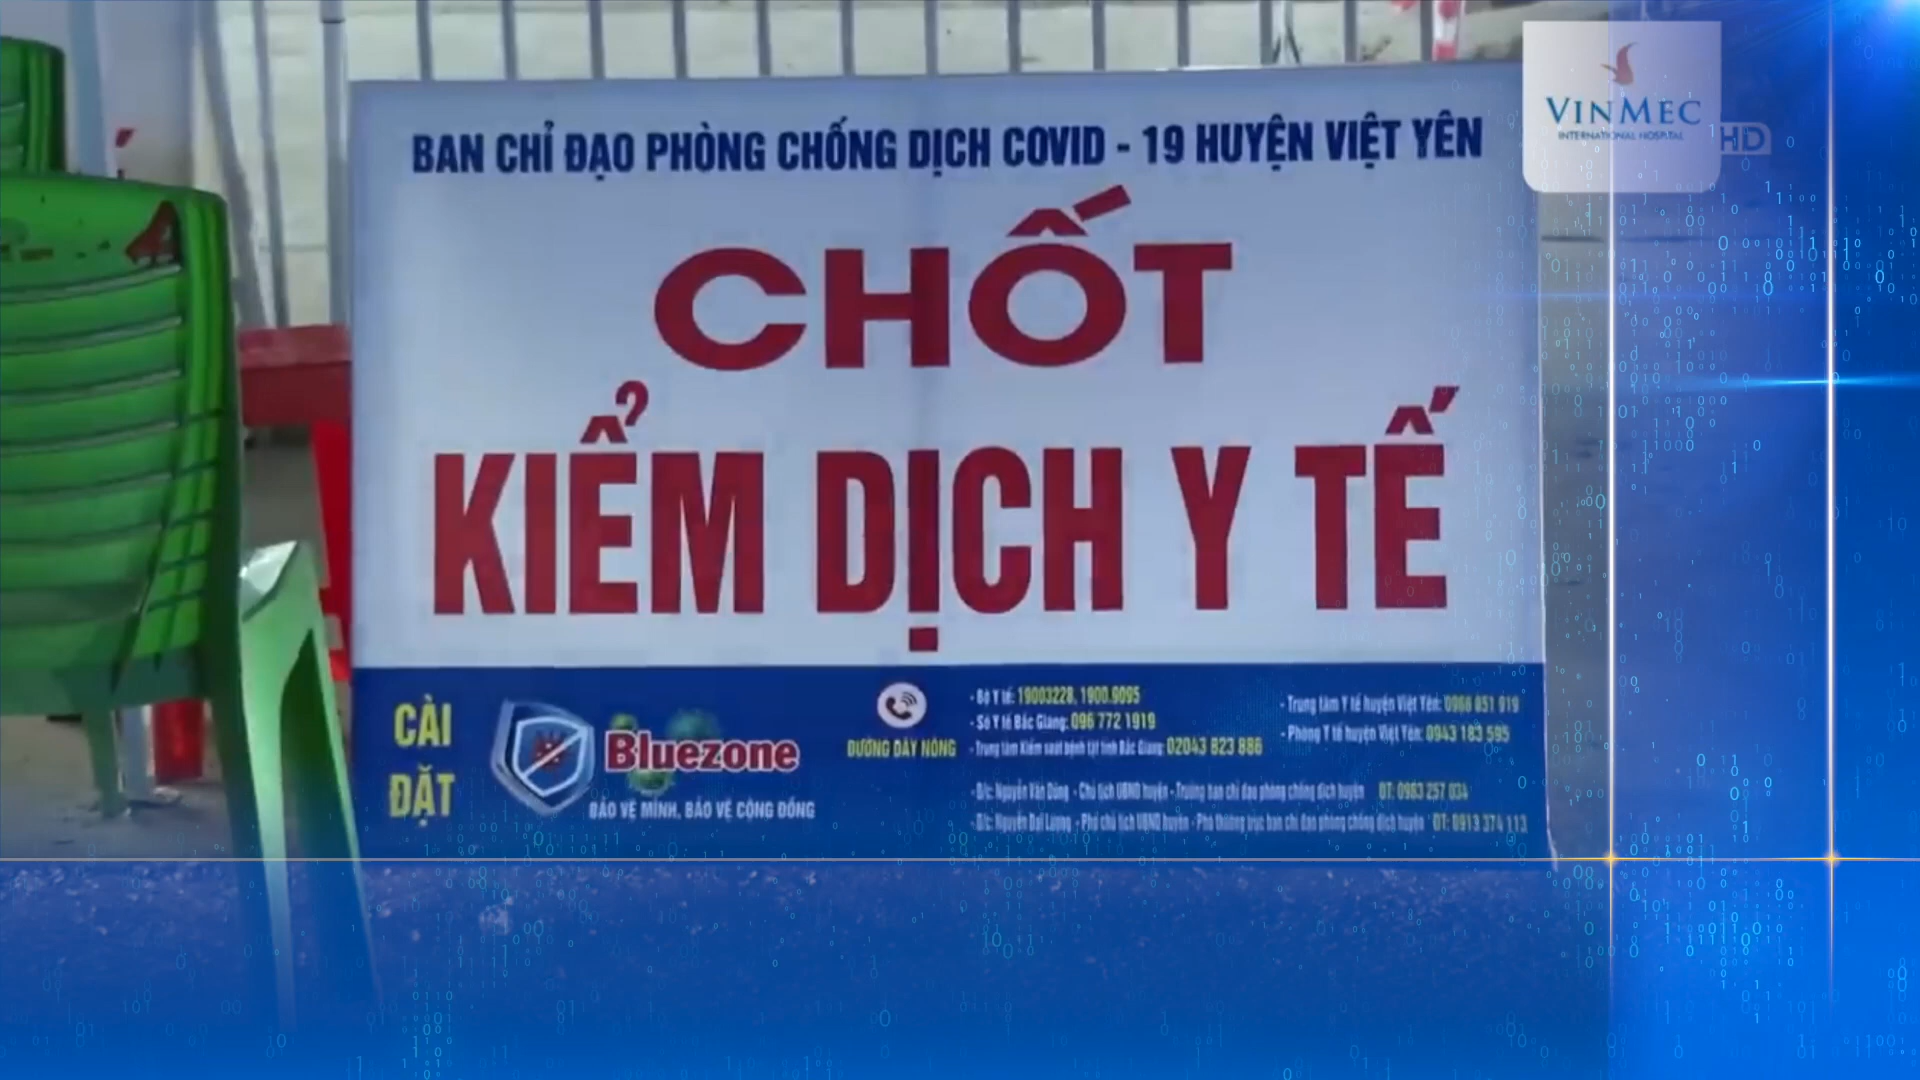 VINMEC
INTERNATIONAL HOSPITAL
HD
BAN CHỈ ĐẠO PHÒNG CHỐNG DỊCH COVID - 19 HUYỆN VIỆT YÊN
CHỐT
KIỂM DỊCH Y TẾ
CÀI
ĐẶT
Bluezone
BẢO VỆ MÌNH, BẢO VỆ CỘNG ĐỒNG
ĐƯỜNG DÂY NÓNG
- Bộ Y tế: 19003228, 1900.9095
- Sở Y tế Bắc Giang: 096 772 1919
- Trung tâm Kiểm soát bệnh tật tỉnh Bắc Giang: 02043 823 886
- Trung tâm Y tế huyện Việt Yên: 0966 851 919
- Phòng Y tế huyện Việt Yên: 0943 183 595
- Đ/c: Nguyễn Văn Dũng - Chủ tịch UBND huyện - Trưởng ban chỉ đạo phòng chống dịch huyện ĐT: 0983 257 034
- Đ/c: Nguyễn Đại Lượng - Phó chủ tịch UBND huyện - Phó thường trực ban chỉ đạo phòng chống dịch huyện ĐT: 0913 374 113